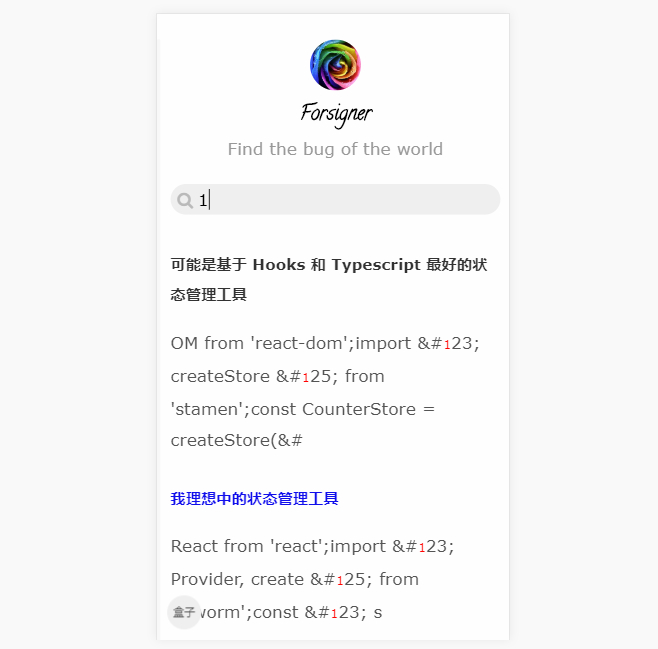 Forsigner
Find the bug of the world
1
可能是基于 Hooks 和 Typescript 最好的状
态管理工具
OM from 'react-dom';import &#123;
createStore &#125; from
'stamen';const CounterStore =
createStore(&#
我理想中的状态管理工具
React from 'react';import &#123;
Provider, create &#125; from
盒子
';const &#123; s